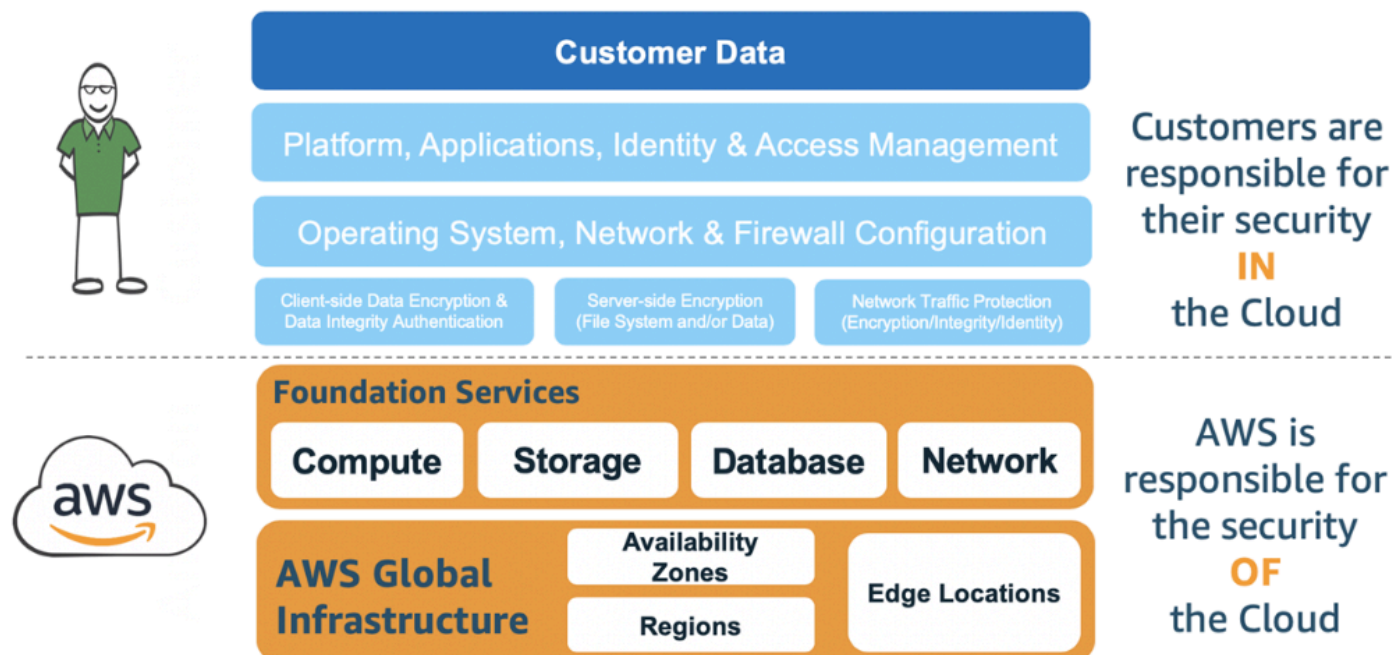 Customer Data
Platform, Applications, Identity & Access Management
Operating System, Network & Firewall Configuration
Client-side Data Encryption &
Data Integrity Authentication
Server-side Encryption
(File System and/or Data)
Network Traffic Protection
(Encryption/Integrity/Identity)
Customers are
responsible for
their security
IN
the Cloud
aws
Foundation Services
Compute
Storage
Database
Network
AWS Global
Infrastructure
Availability
Zones
Regions
Edge Locations
AWS is
responsible for
the security
OF
the Cloud